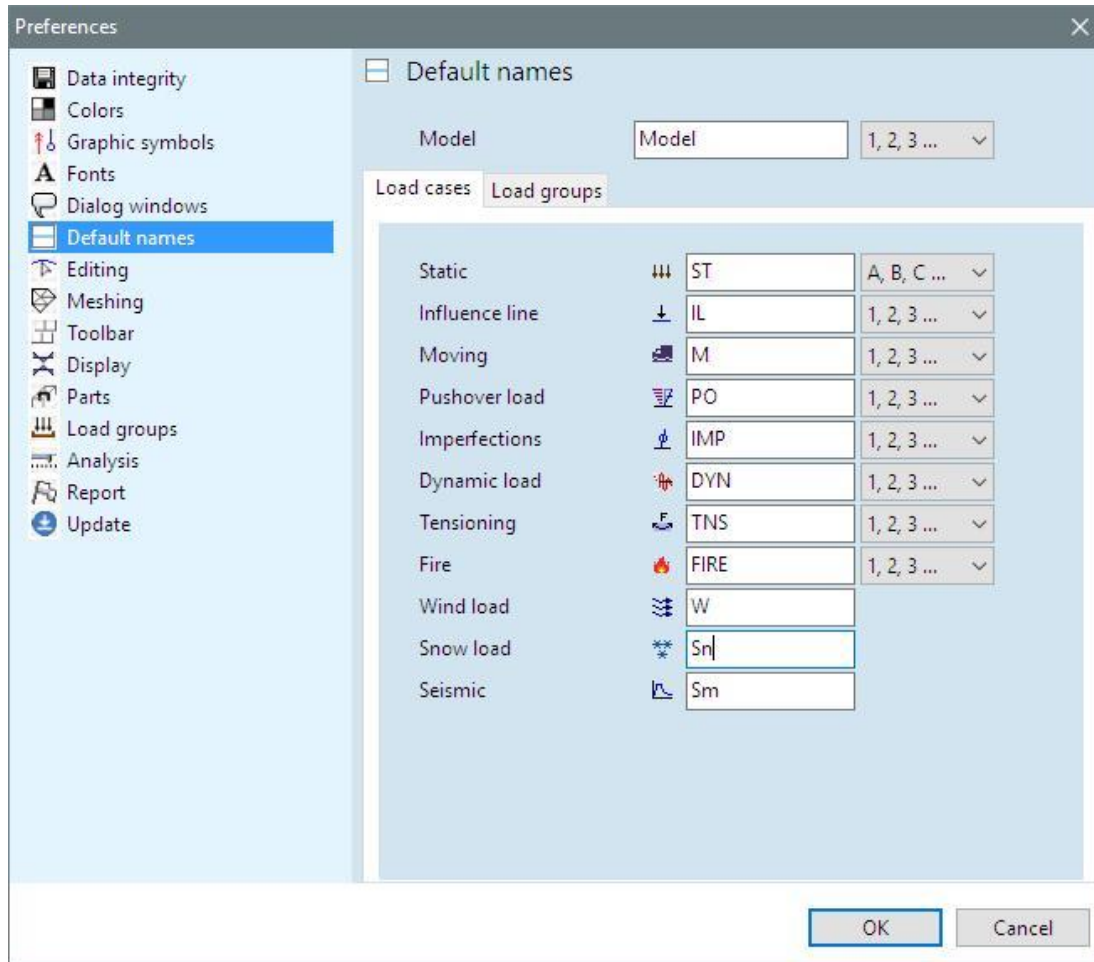 Preferences
Data integrity
Colors
Graphic symbols
Fonts
Dialog windows
Default names
Editing
Meshing
Toolbar
Display
Parts
Load groups
Analysis
Report
Update
Default names
Model Model 1, 2, 3 ...
Load cases Load groups
Static ST A, B, C ...
Influence line IL 1, 2, 3 ...
Moving M 1, 2, 3 ...
Pushover load PO 1, 2, 3 ...
Imperfections IMP 1, 2, 3 ...
Dynamic load DYN 1, 2, 3 ...
Tensioning TNS 1, 2, 3 ...
Fire FIRE 1, 2, 3 ...
Wind load W
Snow load Sn
Seismic Sm
OK Cancel